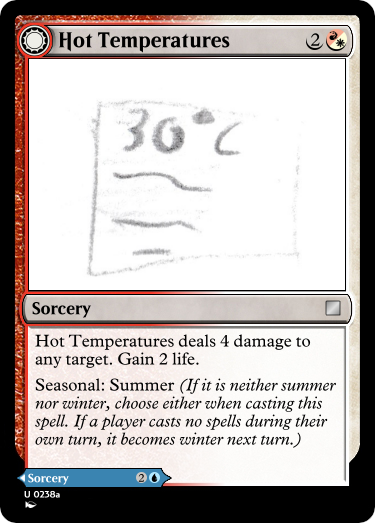 Hot Temperatures 2
30°C
Sorcery
Hot Temperatures deals 4 damage to
any target. Gain 2 life.
Seasonal: Summer (If it is neither summer
nor winter, choose either when casting this
spell. If a player casts no spells during their
own turn, it becomes winter next turn.)
Sorcery 2
U 0238a